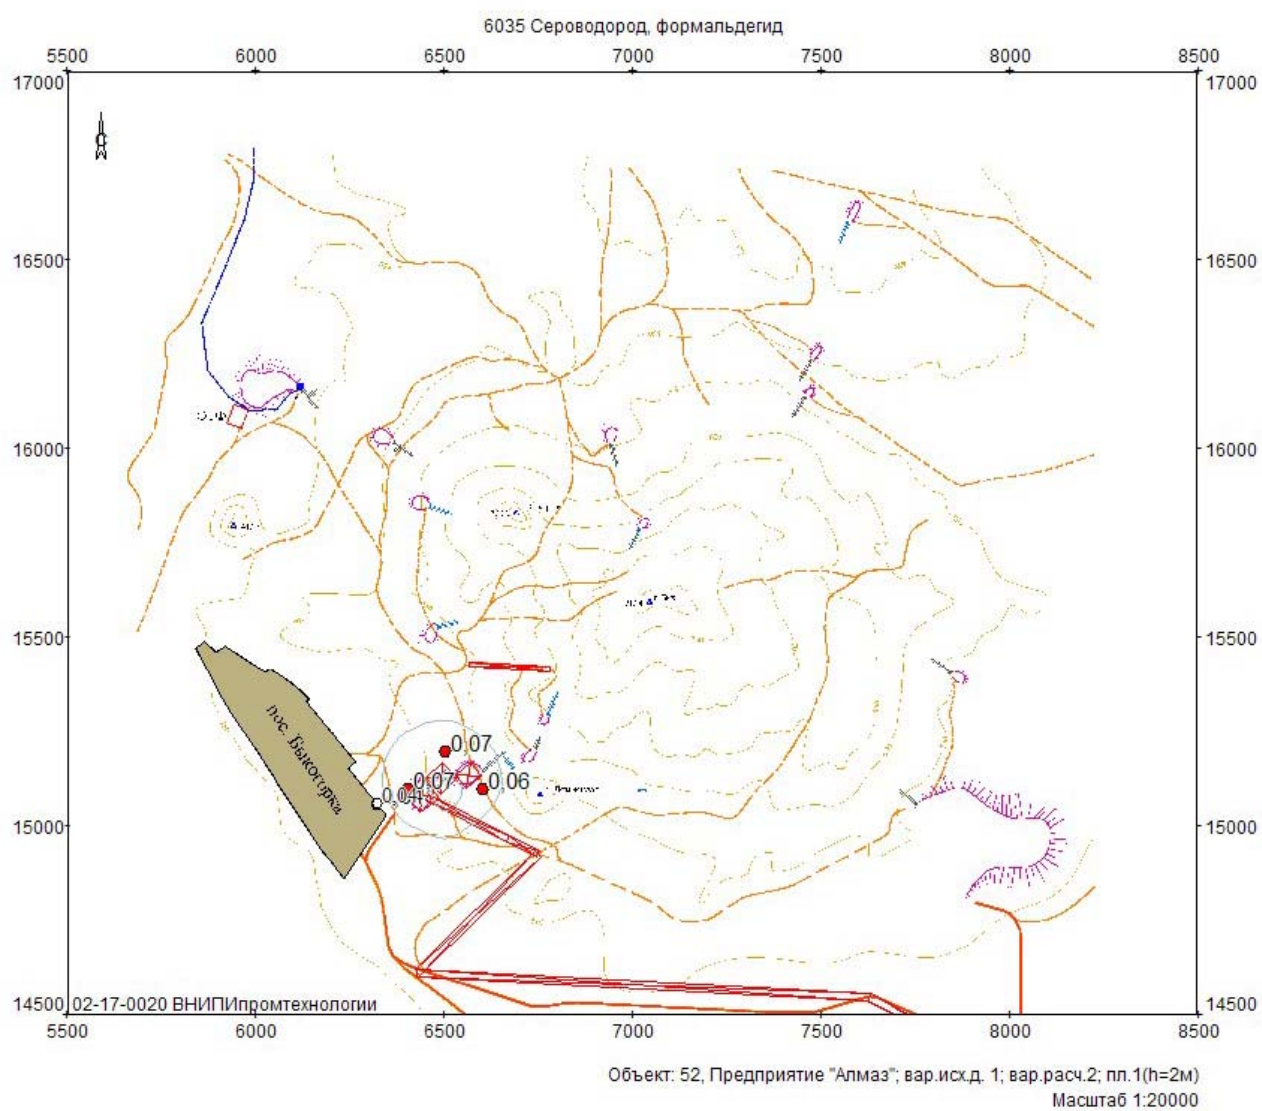 6035 Сероводород, формальдегид
5500 6000 6500 7000 7500 8000 8500
17000 17000
С
16500 16500
16000 16000
15500 15500
пос. Быкогорка
0,07
0,07 0,06
0,04
15000 15000
14500 02-17-0020 ВНИПИпромтехнологии 14500
5500 6000 6500 7000 7500 8000 8500
Объект: 52, Предприятие "Алмаз"; вар.исх.д. 1; вар.расч.2; пл.1(h=2м)
Масштаб 1:20000